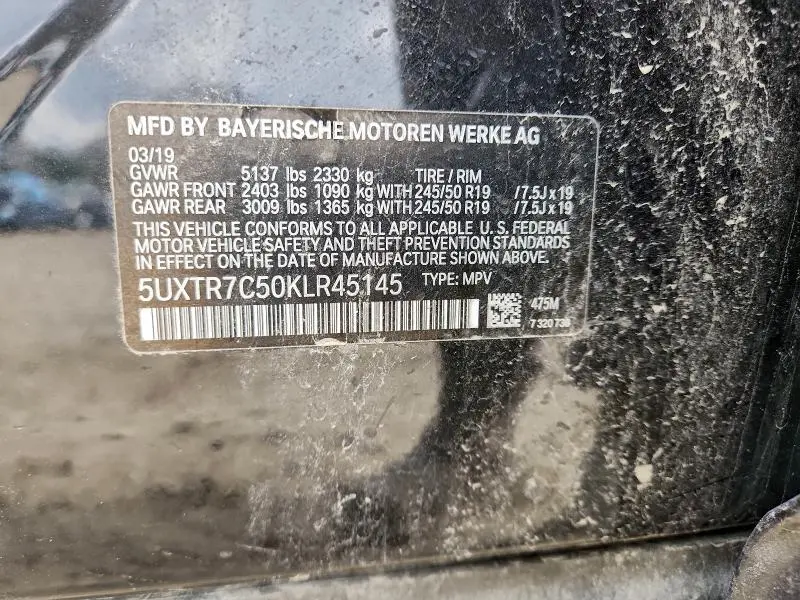 MFD BY BAYERISCHE MOTOREN WERKE AG
03/19
GVWR 5137 lbs 2330 kg TIRE / RIM
GAWR FRONT 2403 lbs 1090 kg WITH 245/50 R19 /7.5J x 19
GAWR REAR 3009 lbs 1365 kg WITH 245/50 R19 /7.5J x 19
THIS VEHICLE CONFORMS TO ALL APPLICABLE U. S. FEDERAL
MOTOR VEHICLE SAFETY AND THEFT PREVENTION STANDARDS
IN EFFECT ON THE DATE OF MANUFACTURE SHOWN ABOVE
5UXTR7C50KLR45145 TYPE: MPV
475M
7 320 730